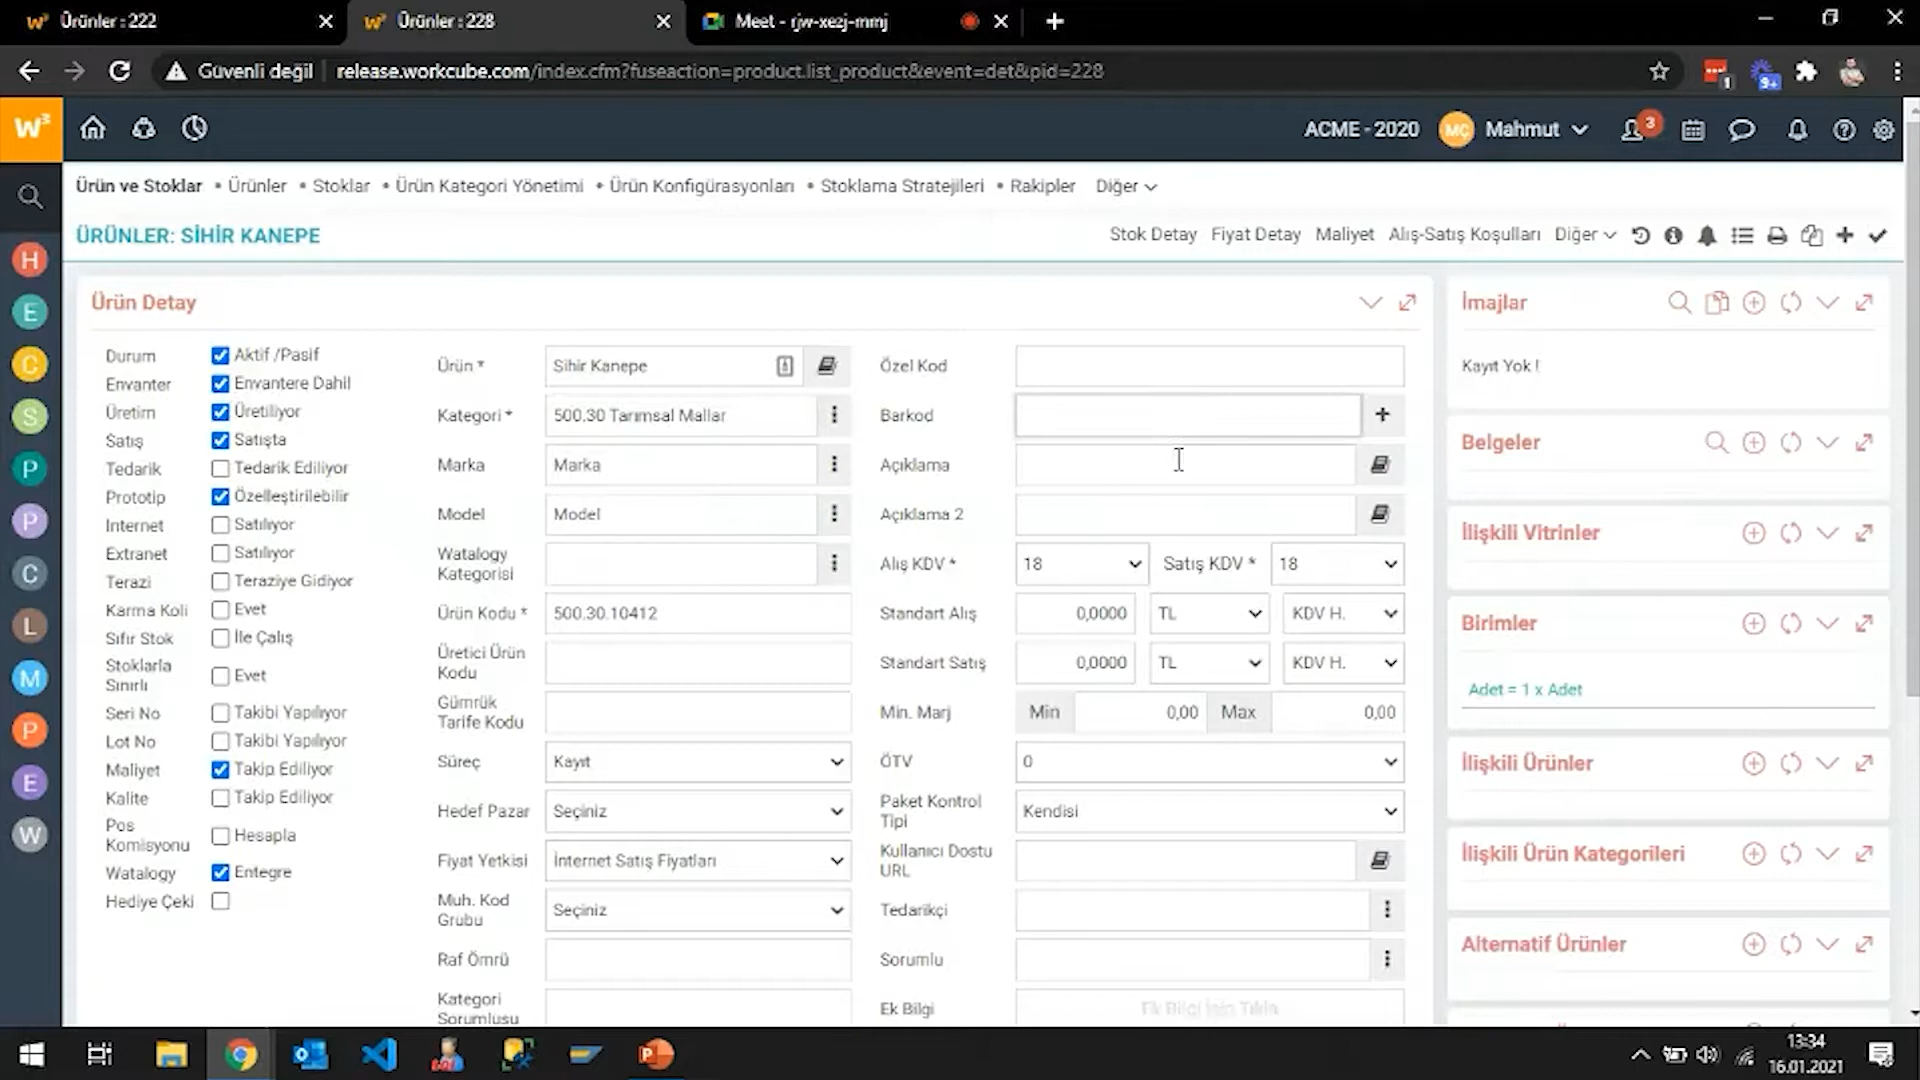 Ürünler : 222
Ürünler : 228
Meet - rjw-xezj-mmj
Güvenli değil
release.workcube.com/index.cfm?fuseaction=product.list_product&event=det&pid=228
1
9+
W³
ACME - 2020
MÇ
Mahmut
3
Ürün ve Stoklar • Ürünler • Stoklar • Ürün Kategori Yönetimi • Ürün Konfigürasyonları • Stoklama Stratejileri • Rakipler Diğer
ÜRÜNLER: SİHİR KANEPE
Stok Detay Fiyat Detay Maliyet Alış-Satış Koşulları Diğer
H
E
C
S
P
P
C
L
M
P
E
W
Ürün Detay
Durum Aktif /Pasif
Envanter Envantere Dahil
Üretim Üretiliyor
Satış Satışta
Tedarik Tedarik Ediliyor
Prototip Özelleştirilebilir
Internet Satılıyor
Extranet Satılıyor
Terazi Teraziye Gidiyor
Karma Koli Evet
Sıfır Stok İle Çalış
Stoklarla
Sınırlı
Evet
Seri No Takibi Yapılıyor
Lot No Takibi Yapılıyor
Maliyet Takip Ediliyor
Kalite Takip Ediliyor
Pos
Komisyonu
Hesapla
Watalogy Entegre
Hediye Çeki
Ürün * Sihir Kanepe
Kategori * 500.30 Tarımsal Mallar
Marka Marka
Model Model
Watalogy
Kategorisi
Ürün Kodu * 500.30.10412
Üretici Ürün
Kodu
Gümrük
Tarife Kodu
Süreç Kayıt
Hedef Pazar Seçiniz
Fiyat Yetkisi İnternet Satış Fiyatları
Muh. Kod
Grubu
Seçiniz
Raf Ömrü
Kategori
Sorumlusu
Özel Kod
Barkod
Açıklama
Açıklama 2
Alış KDV * 18 Satış KDV * 18
Standart Alış 0,0000 TL KDV H.
Standart Satış 0,0000 TL KDV H.
Min. Marj Min 0,00 Max 0,00
ÖTV 0
Paket Kontrol
Tipi
Kendisi
Kullanıcı Dostu
URL
Tedarikçi
Sorumlu
Ek Bilgi Ek Bilgi İçin Tıkla
İmajlar
Kayıt Yok !
Belgeler
İlişkili Vitrinler
Birimler
Adet = 1 x Adet
İlişkili Ürünler
İlişkili Ürün Kategorileri
Alternatif Ürünler
13:34
16.01.2021